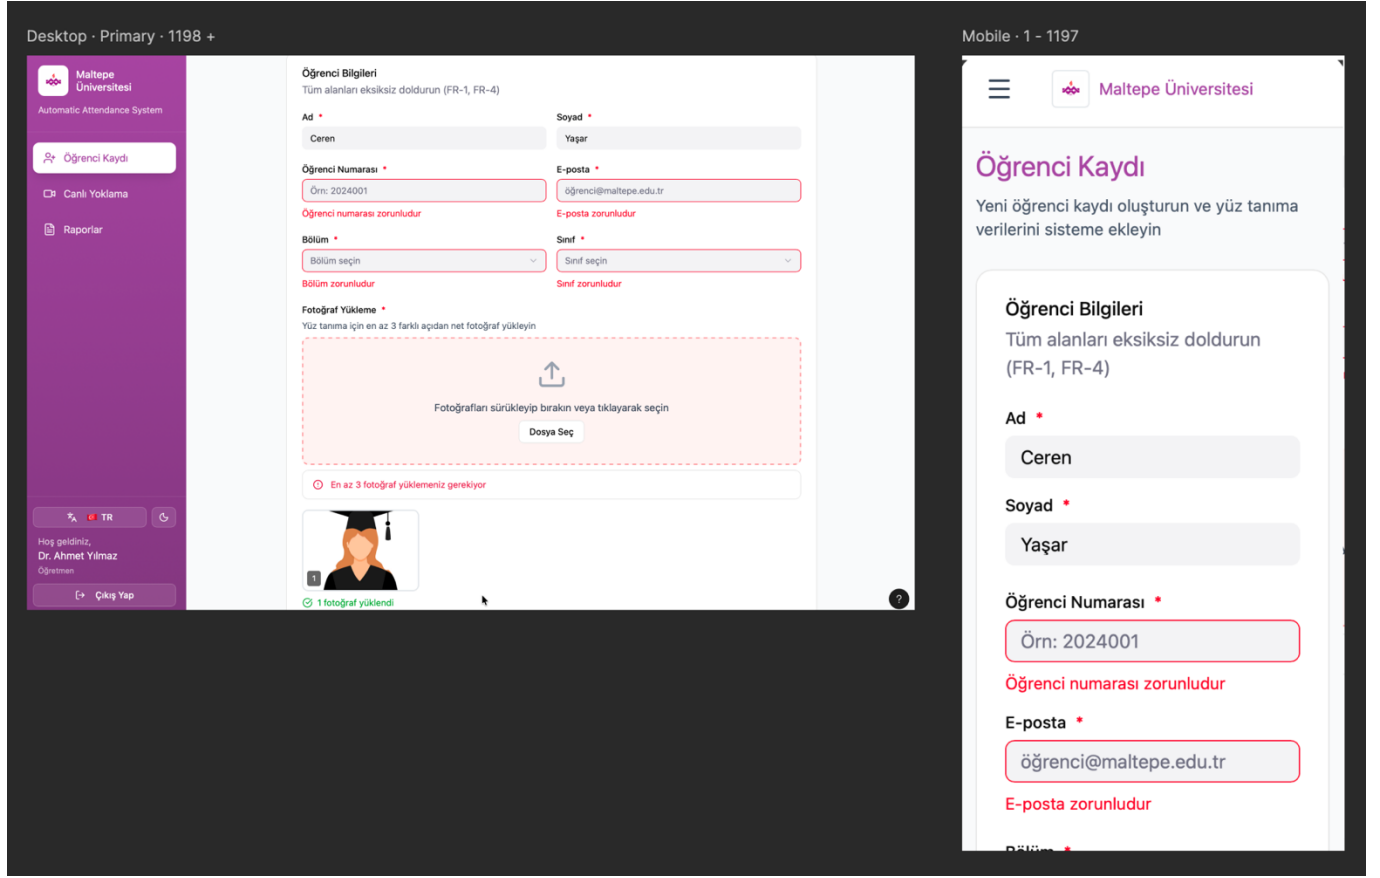 Desktop · Primary · 1198 +
Maltepe
Üniversitesi
Automatic Attendance System
Öğrenci Kaydı
Canlı Yoklama
Raporlar
TR
Hoş geldiniz,
Dr. Ahmet Yılmaz
Öğretmen
Çıkış Yap
Öğrenci Bilgileri
Tüm alanları eksiksiz doldurun (FR-1, FR-4)
Ad *
Soyad *
Ceren
Yaşar
Öğrenci Numarası *
E-posta *
Örn: 2024001
öğrenci@maltepe.edu.tr
Öğrenci numarası zorunludur
E-posta zorunludur
Bölüm *
Sınıf *
Bölüm seçin
Sınıf seçin
Bölüm zorunludur
Sınıf zorunludur
Fotoğraf Yükleme *
Yüz tanıma için en az 3 farklı açıdan net fotoğraf yükleyin
Fotoğrafları sürükleyip bırakın veya tıklayarak seçin
Dosya Seç
En az 3 fotoğraf yüklemeniz gerekiyor
1
1 fotoğraf yüklendi
?
Mobile · 1 - 1197
Maltepe Üniversitesi
Öğrenci Kaydı
Yeni öğrenci kaydı oluşturun ve yüz tanıma
verilerini sisteme ekleyin
Öğrenci Bilgileri
Tüm alanları eksiksiz doldurun
(FR-1, FR-4)
Ad *
Ceren
Soyad *
Yaşar
Öğrenci Numarası *
Örn: 2024001
Öğrenci numarası zorunludur
E-posta *
öğrenci@maltepe.edu.tr
E-posta zorunludur
Bölüm *